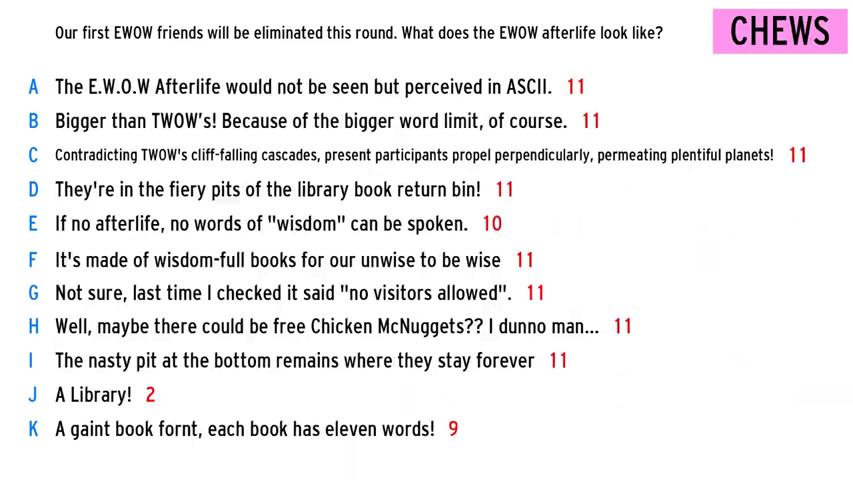 Our first EWOW friends will be eliminated this round. What does the EWOW afterlife look like?
CHEWS
A The E.W.O.W Afterlife would not be seen but perceived in ASCII. 11
B Bigger than TWOW's! Because of the bigger word limit, of course. 11
C Contradicting TWOW's cliff-falling cascades, present participants propel perpendicularly, permeating plentiful planets! 11
D They're in the fiery pits of the library book return bin! 11
E If no afterlife, no words of "wisdom" can be spoken. 10
F It's made of wisdom-full books for our unwise to be wise 11
G Not sure, last time I checked it said "no visitors allowed". 11
H Well, maybe there could be free Chicken McNuggets?? I dunno man... 11
I The nasty pit at the bottom remains where they stay forever 11
J A Library! 2
K A gaint book fornt, each book has eleven words! 9